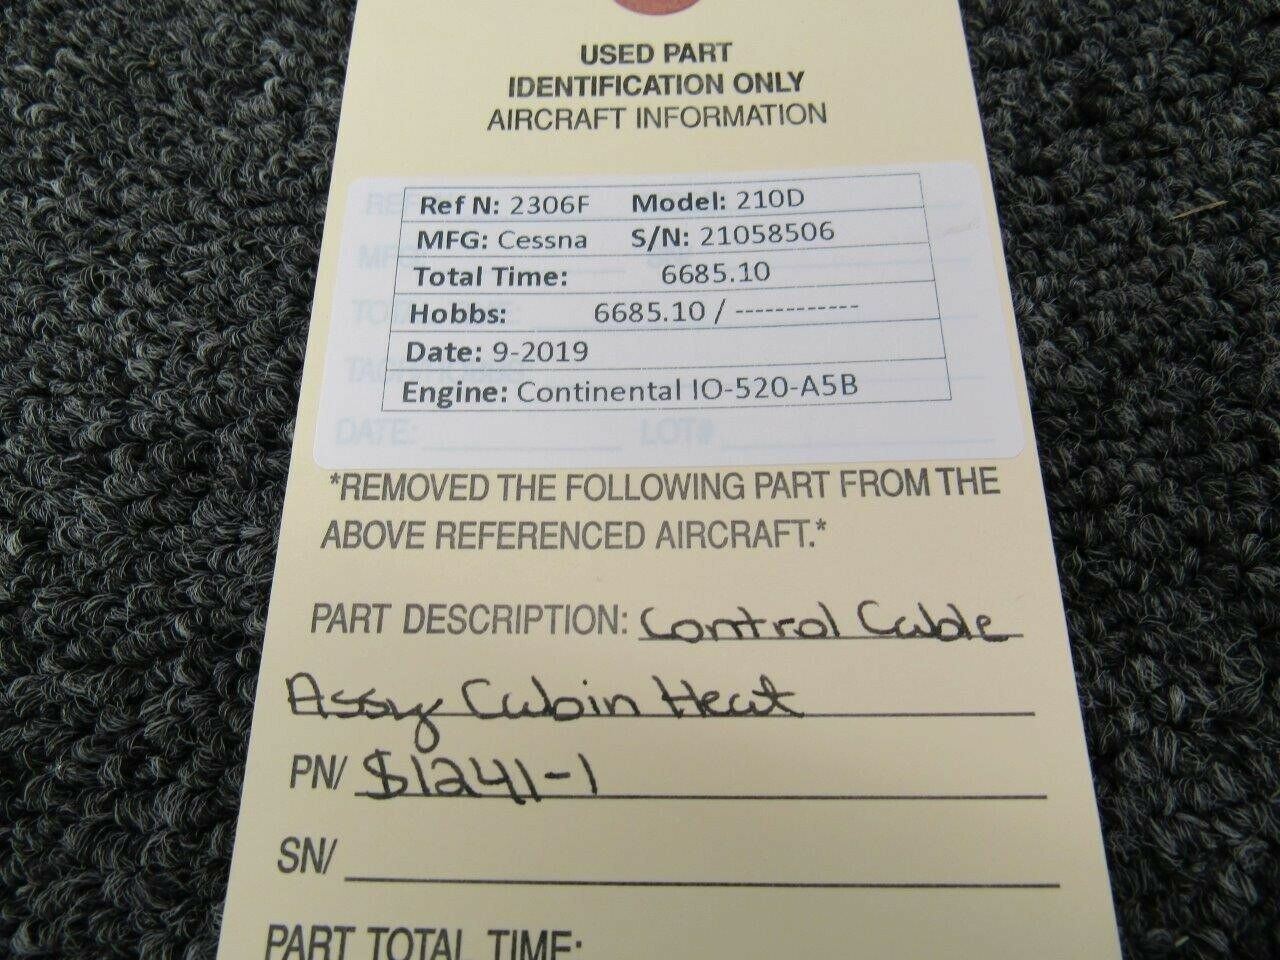 USED PART
IDENTIFICATION ONLY
AIRCRAFT INFORMATION
Ref N: 2306F Model: 210D
MFG: Cessna S/N: 21058506
Total Time: 6685.10
Hobbs: 6685.10 / ------------
Date: 9-2019
Engine: Continental IO-520-A5B
DATE: LOT#
*REMOVED THE FOLLOWING PART FROM THE
ABOVE REFERENCED AIRCRAFT.*
PART DESCRIPTION: Control Cable
Assy Cabin Heat
PN/ S1241-1
SN/
PART TOTAL TIME: